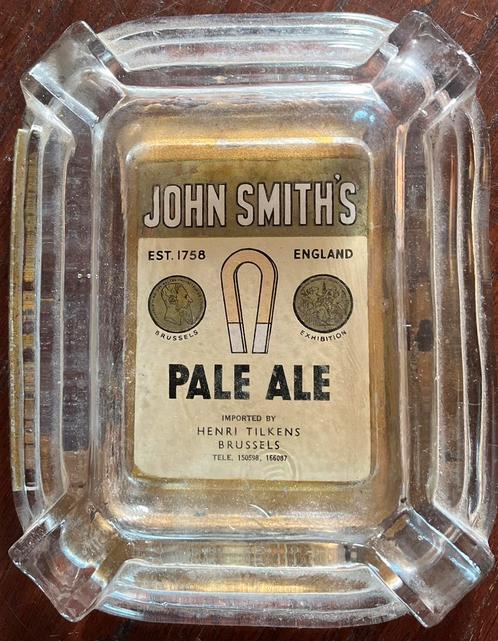 JOHN SMITH'S
EST. 1758 ENGLAND
BRUSSELS EXHIBITION
PALE ALE
IMPORTED BY
HENRI TILKENS
BRUSSELS
TELE. 150598, 156087